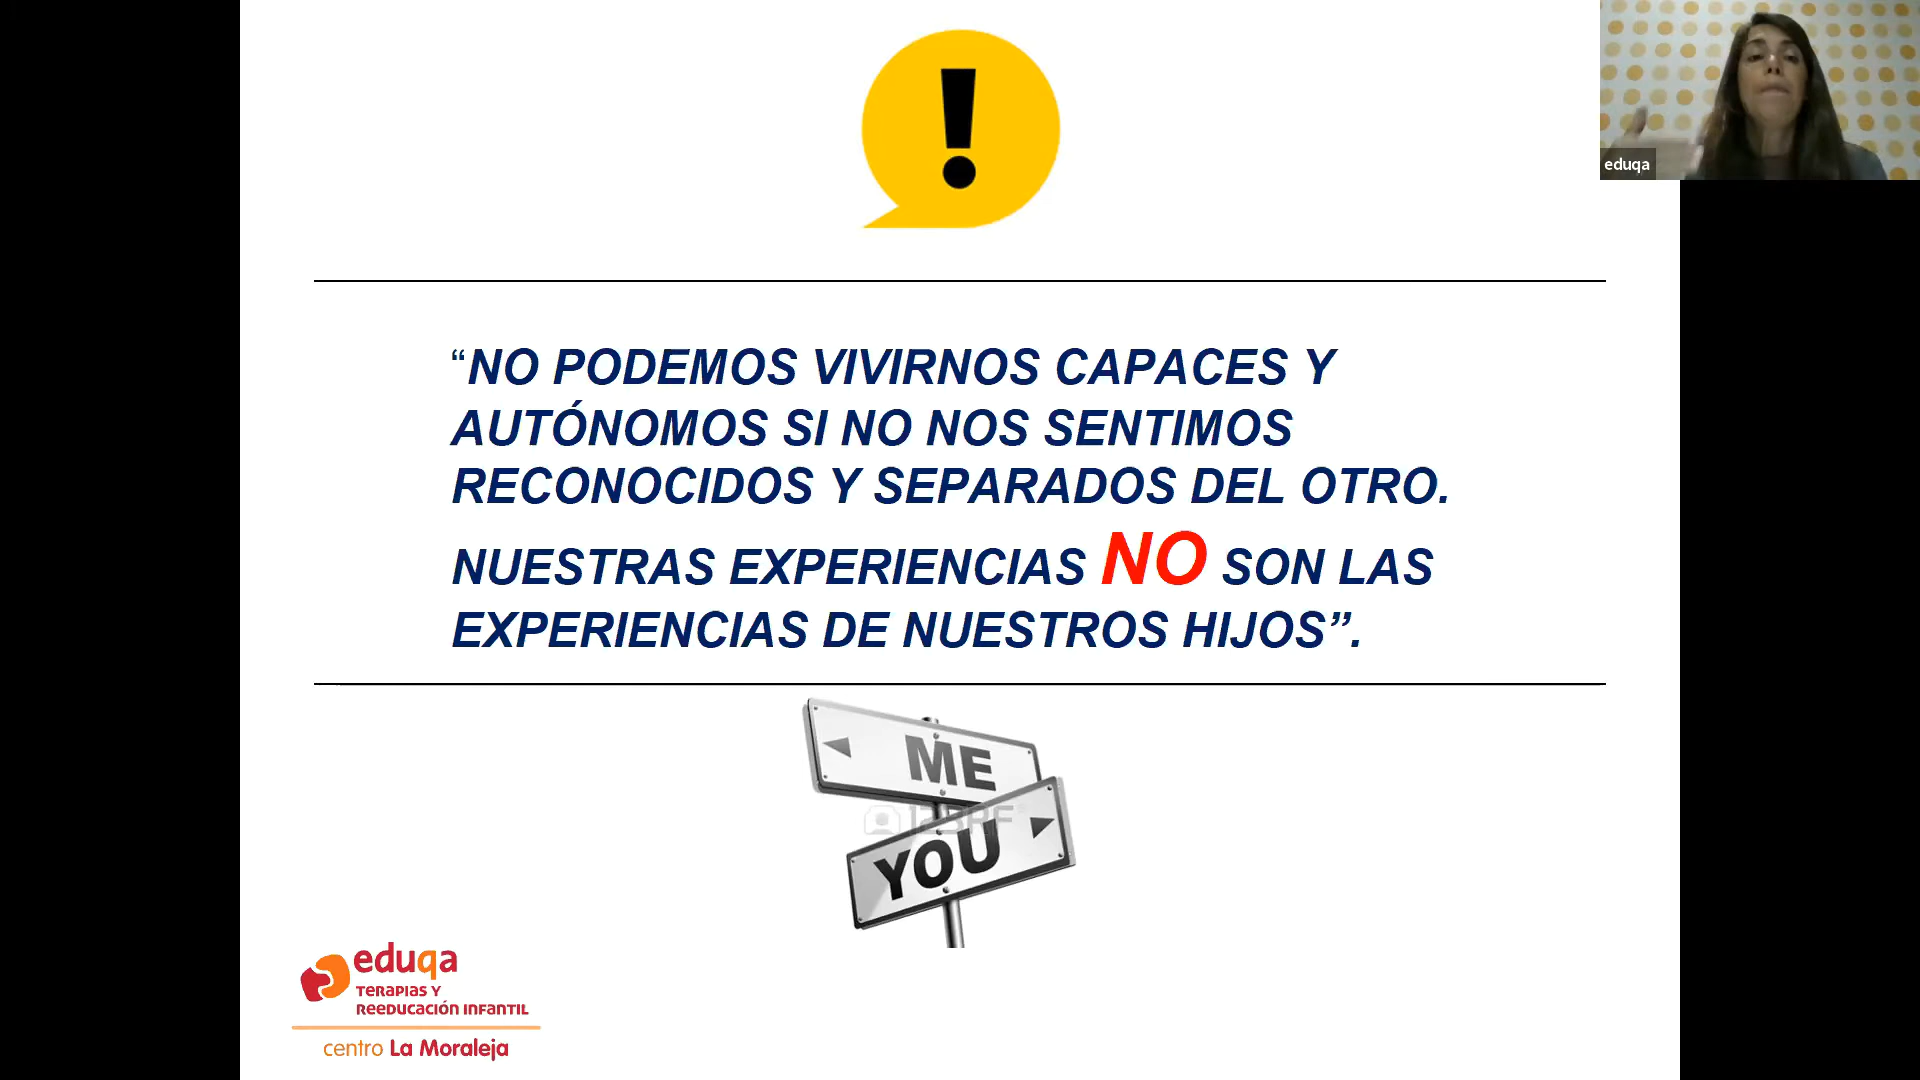 !
eduqa
“NO PODEMOS VIVIRNOS CAPACES Y
AUTÓNOMOS SI NO NOS SENTIMOS
RECONOCIDOS Y SEPARADOS DEL OTRO.
NUESTRAS EXPERIENCIAS NO SON LAS
EXPERIENCIAS DE NUESTROS HIJOS”.
ME
123RF
YOU
eduqa
TERAPIAS Y
REEDUCACIÓN INFANTIL
centro La Moraleja